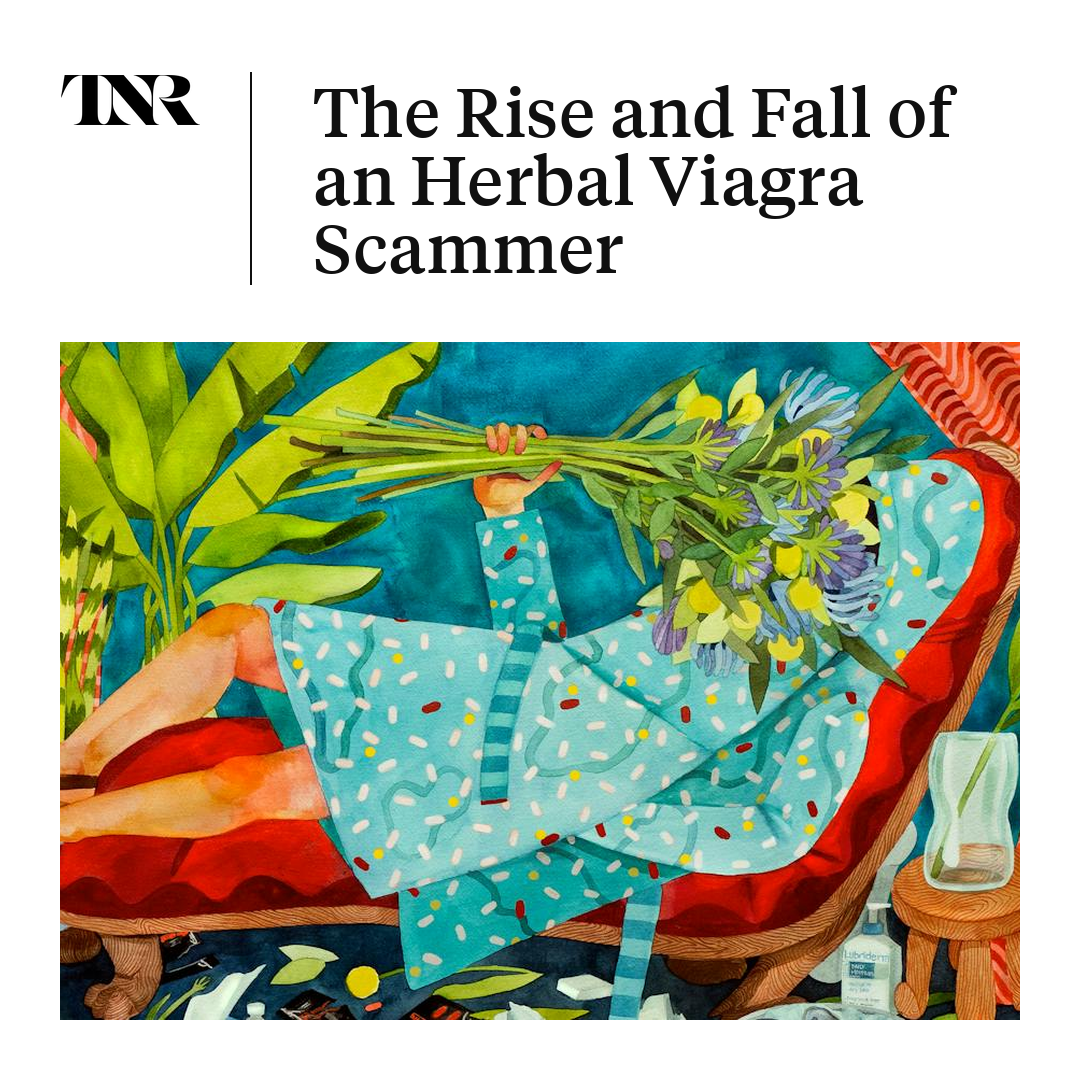 TNR
The Rise and Fall of
an Herbal Viagra
Scammer
Lubriderm